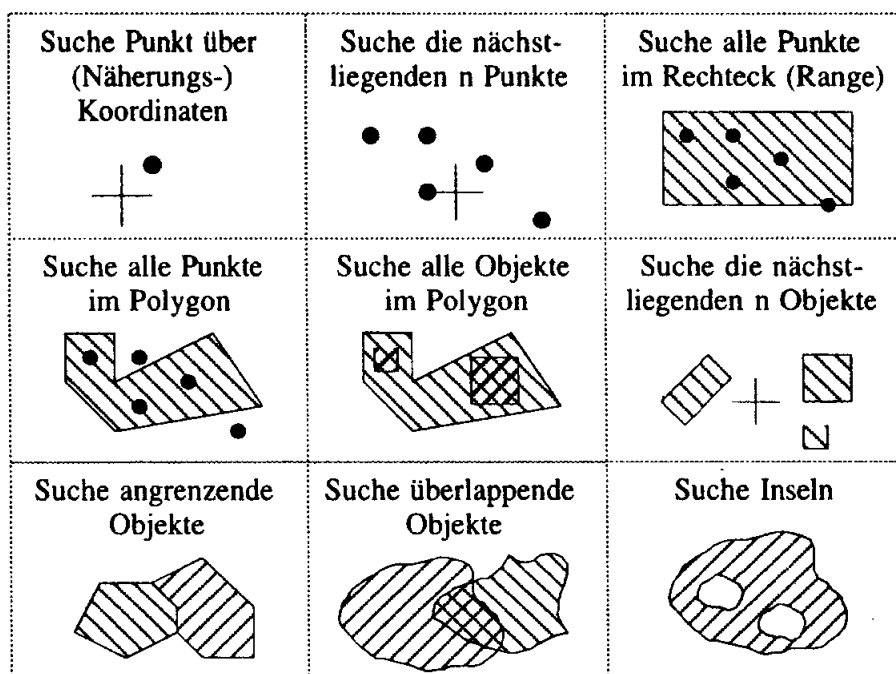 Suche Punkt über
(Näherungs-)
Koordinaten
Suche die nächst-
liegenden n Punkte
Suche alle Punkte
im Rechteck (Range)
Suche alle Punkte
im Polygon
Suche alle Objekte
im Polygon
Suche die nächst-
liegenden n Objekte
Suche angrenzende
Objekte
Suche überlappende
Objekte
Suche Inseln